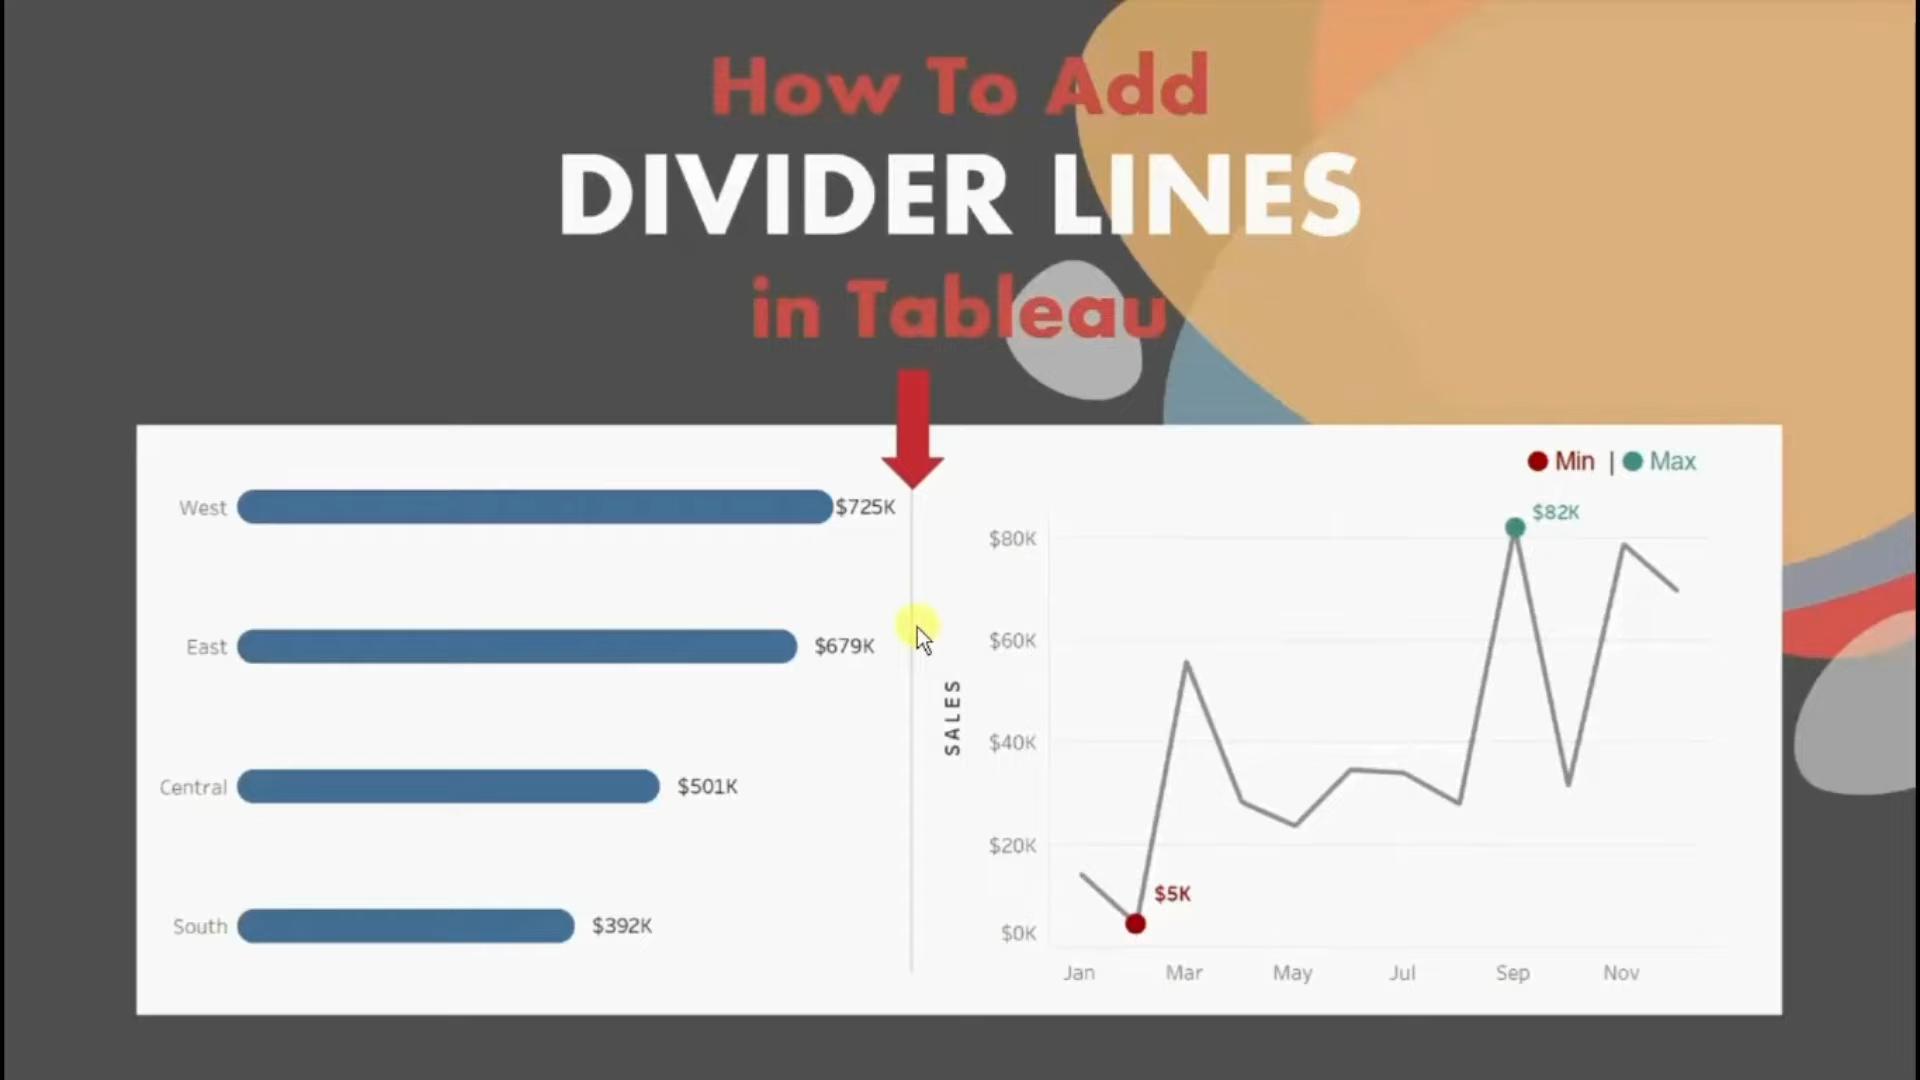 How To Add
DIVIDER LINES
in Tableau
West $725K
East $679K
Central $501K
South $392K
Min | Max
SALES
$80K
$60K
$40K
$20K
$0K
$82K
$5K
Jan Mar May Jul Sep Nov